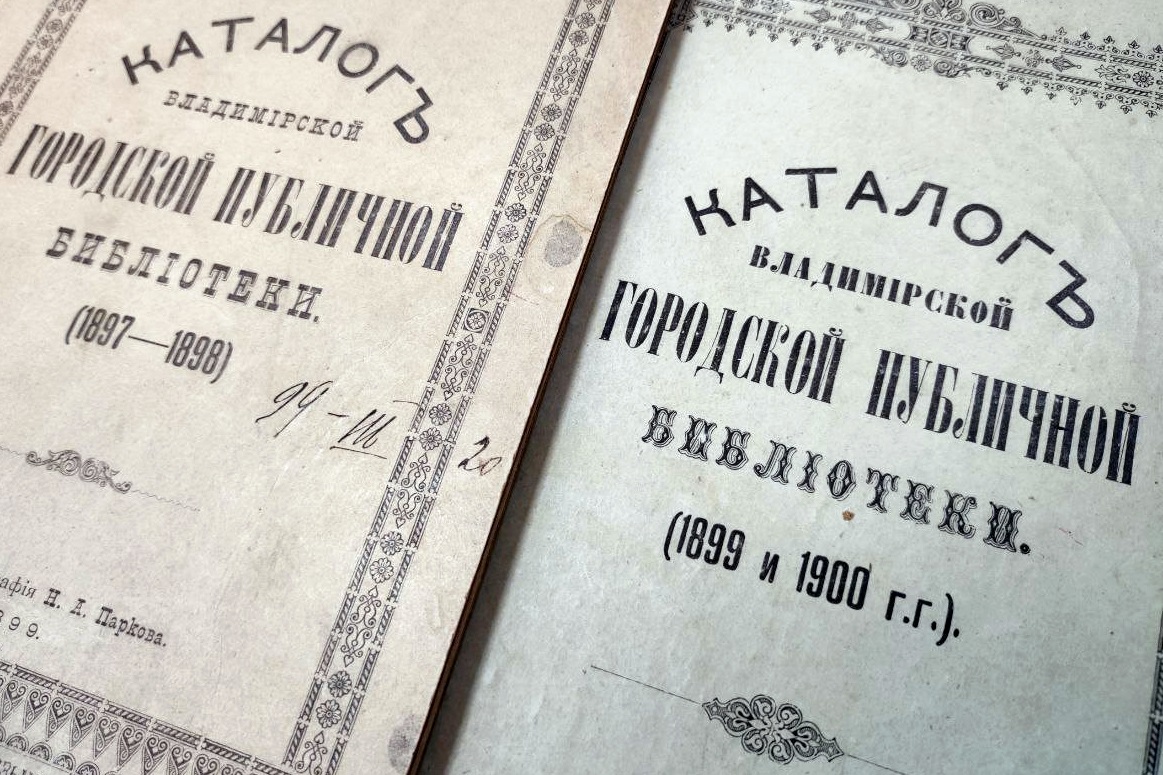 КАТАЛОГЪ
ВЛАДИМІРСКОЙ
ГОРОДСКОЙ ПУБЛИЧНОЙ
БИБЛІОТЕКИ.
(1897—1898)
99-III
20
афія Н. А. Паркова.
899.
КАТАЛОГЪ
ВЛАДИМІРСКОЙ
ГОРОДСКОЙ ПУБЛИЧНОЙ
БИБЛІОТЕКИ.
(1899 и 1900 г.г.).